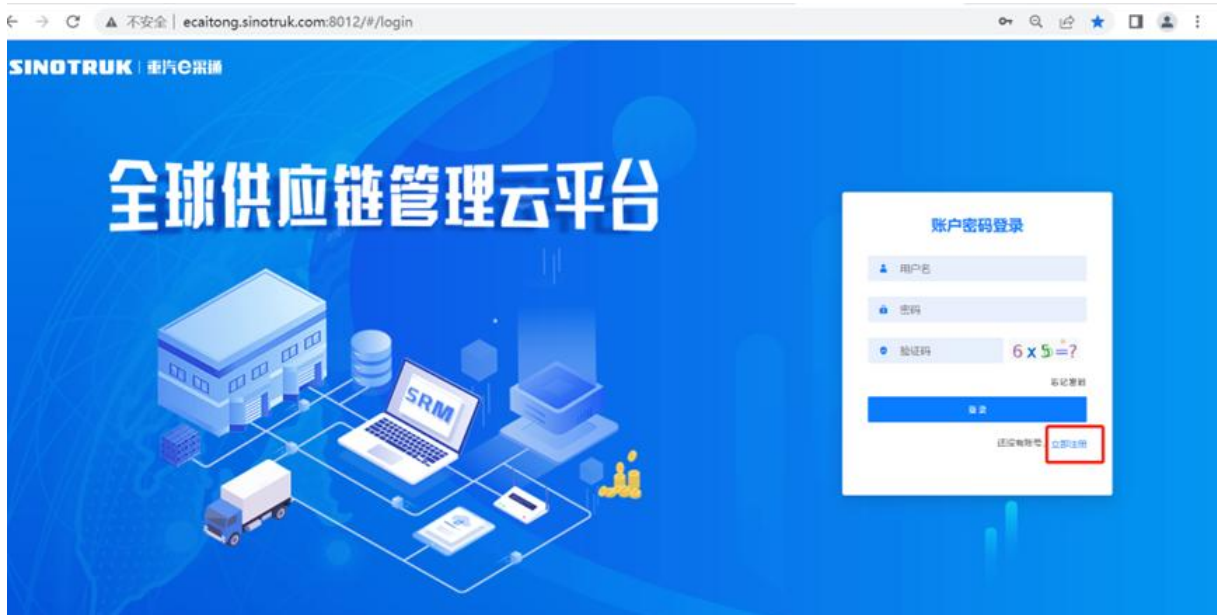 不安全 | ecaitong.sinotruk.com:8012/#/login
SINOTRUK | 重汽e采通
全球供应链管理云平台
SRM
账户密码登录
用户名
密码
验证码
6 x 5 =?
忘记密码
登录
还没有账号, 立即注册